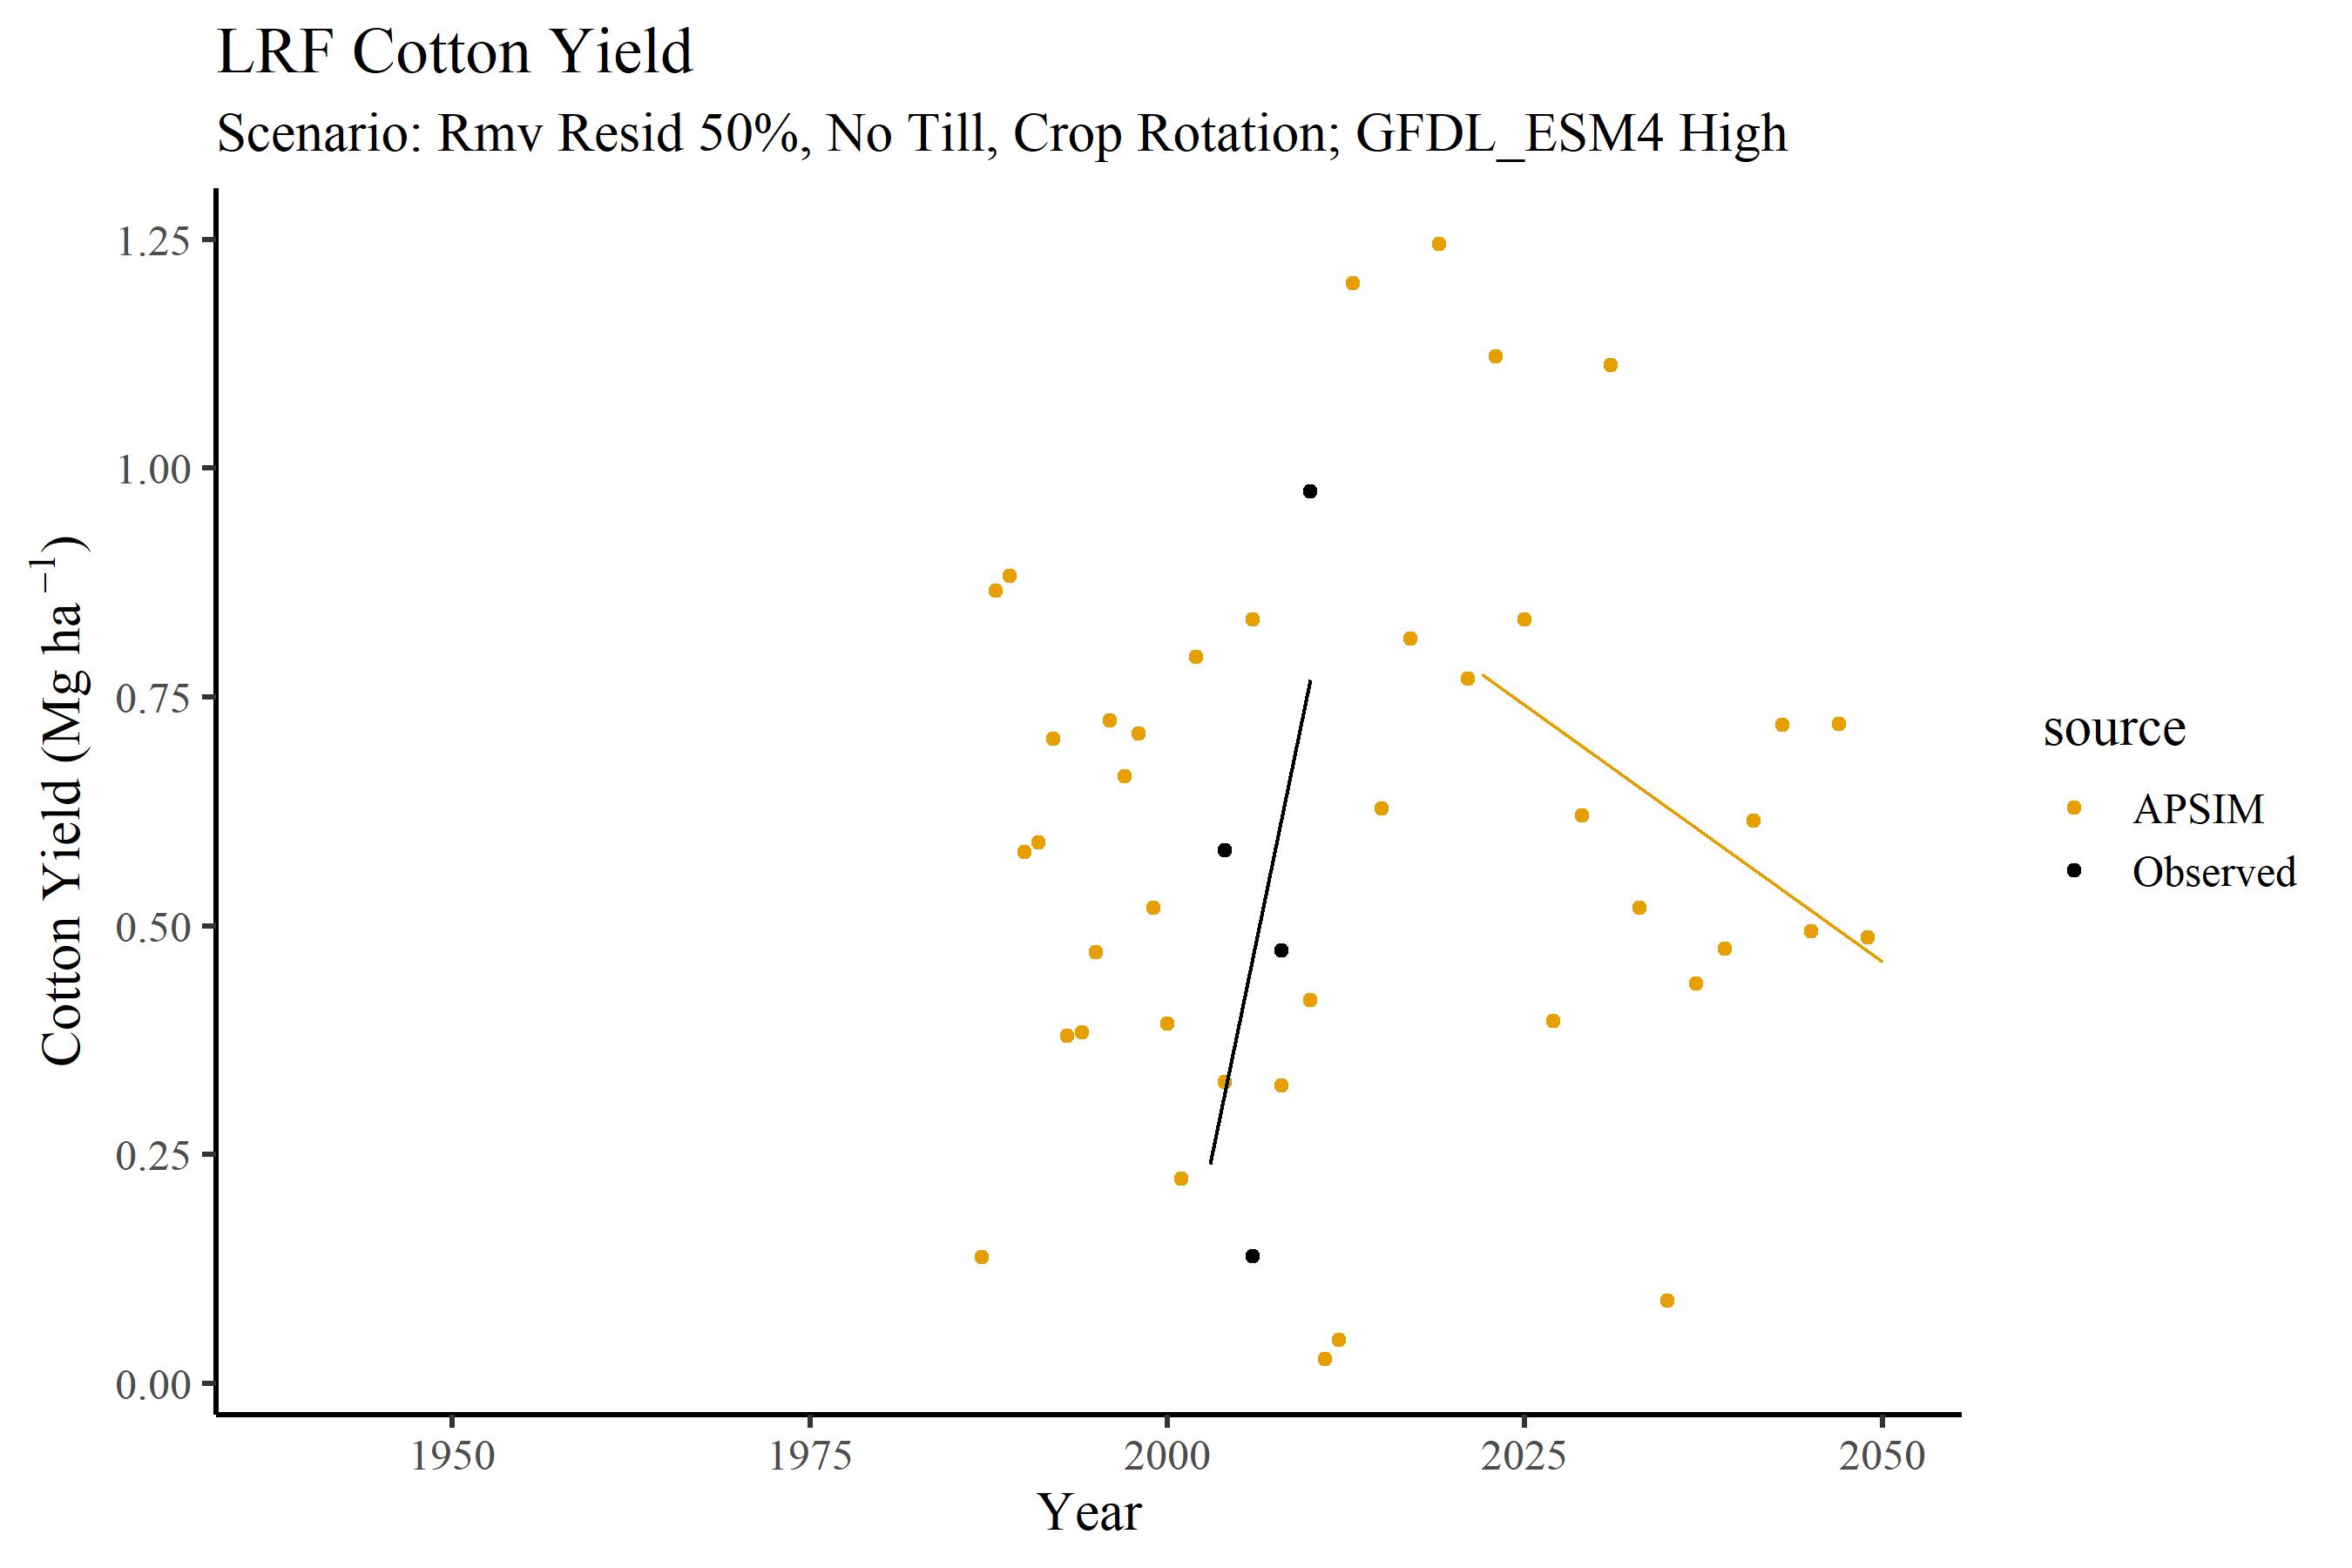 LRF Cotton Yield
Scenario: Rmv Resid 50%, No Till, Crop Rotation; GFDL_ESM4 High
Cotton Yield (Mg ha −1)
1.25
1.00
0.75
0.50
0.25
0.00
1950 1975 2000 2025 2050
Year
source
APSIM
Observed